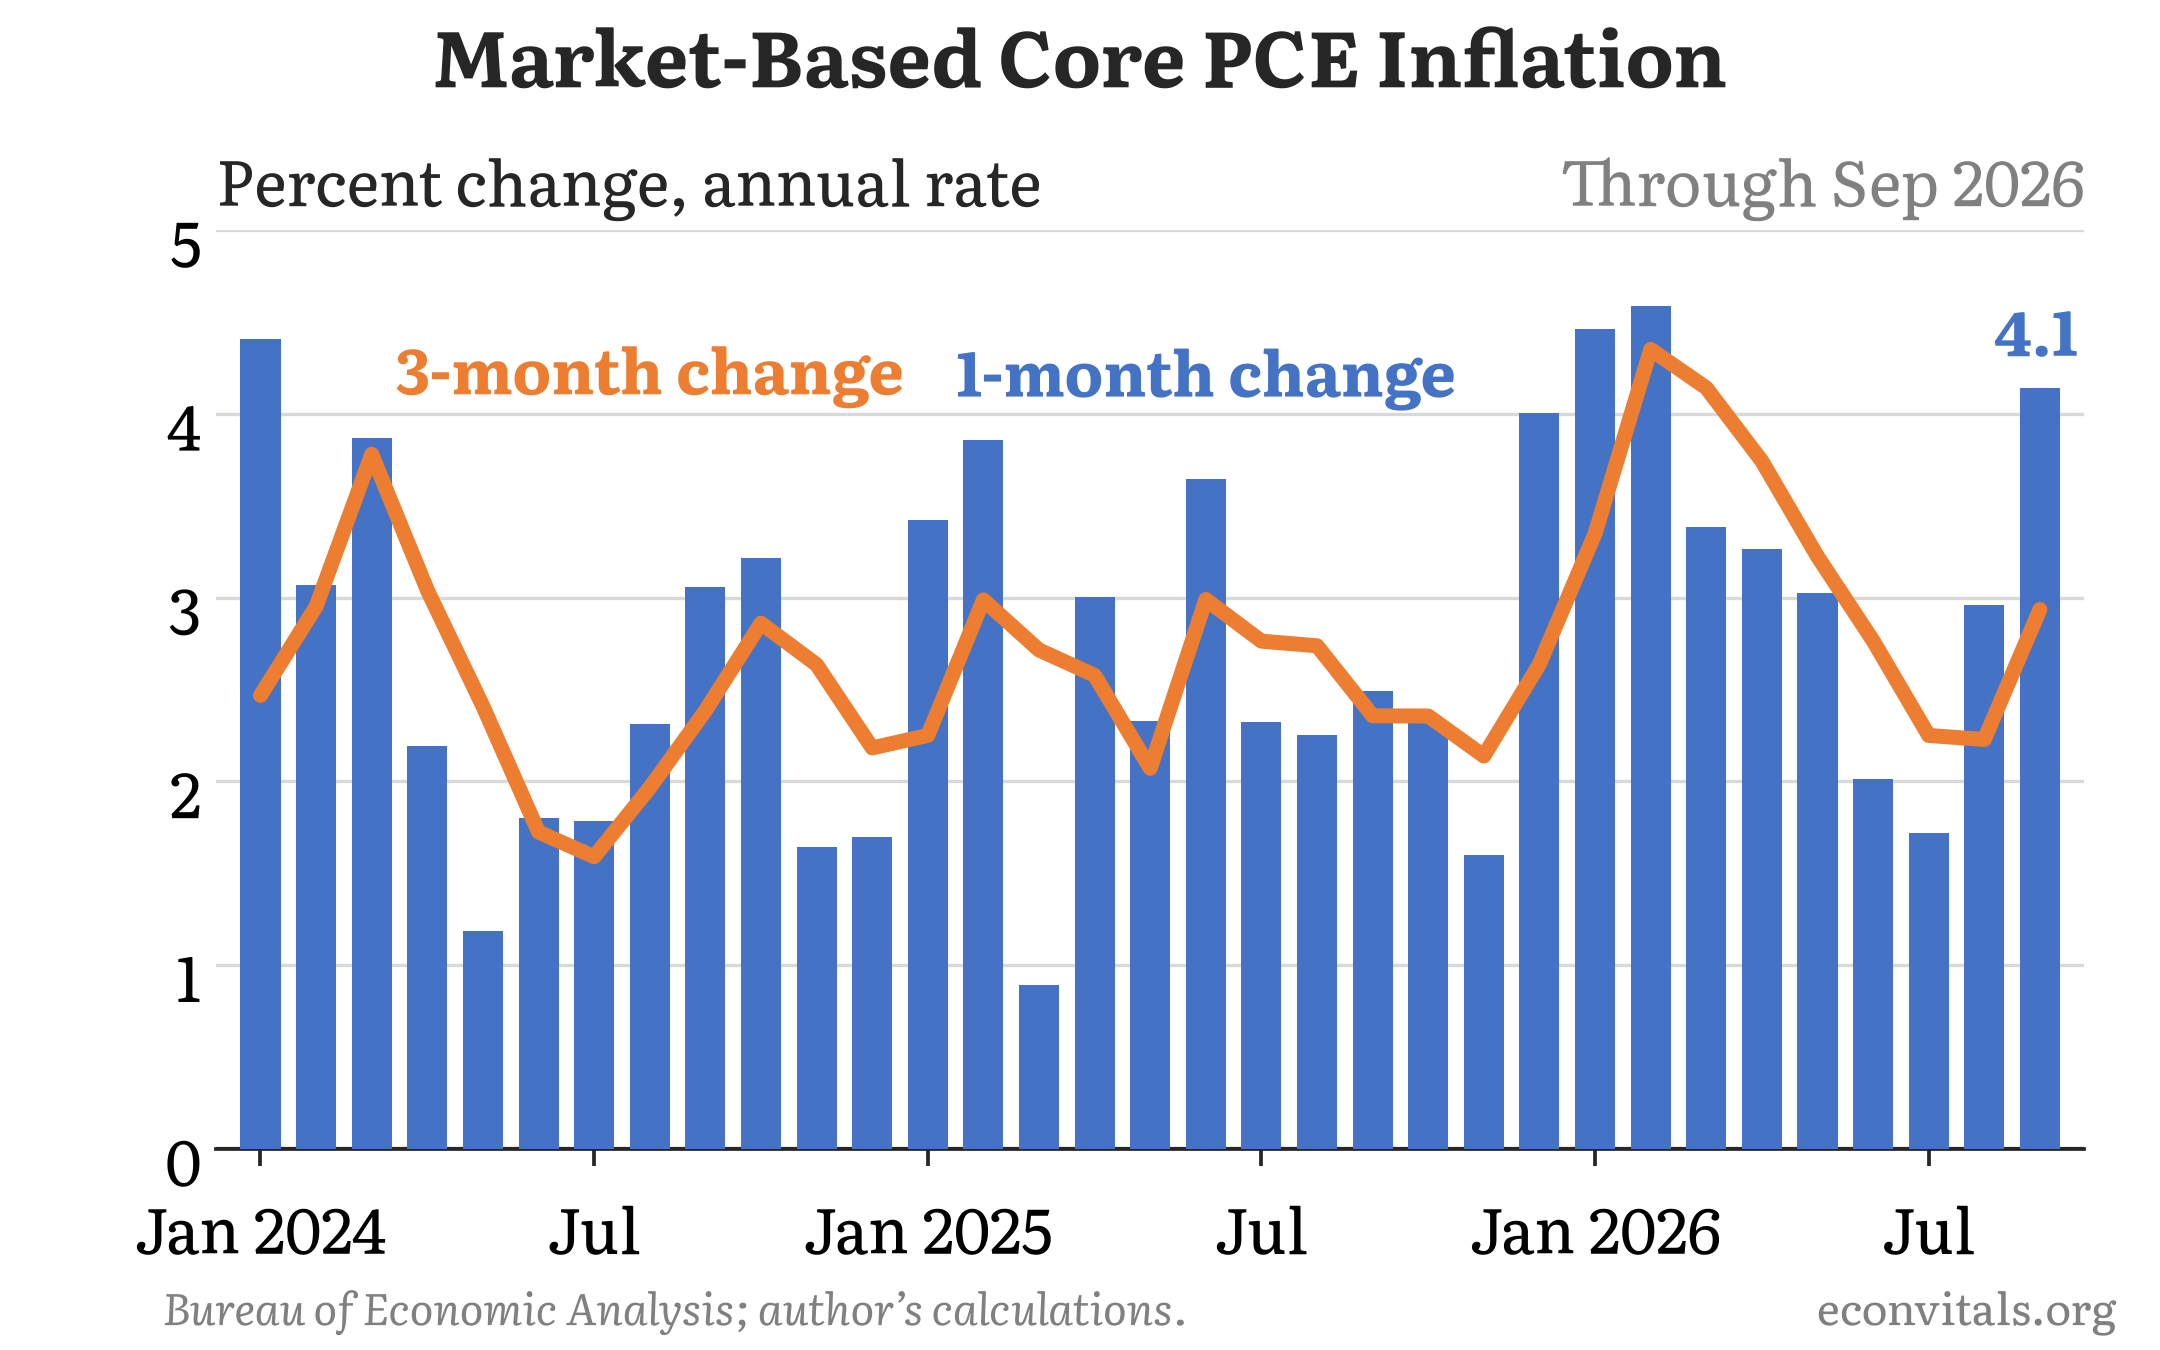 Market-Based Core PCE Inflation
Percent change, annual rate
Through Sep 2026
5
4
3
2
1
0
3-month change
1-month change
4.1
Jan 2024
Jul
Jan 2025
Jul
Jan 2026
Jul
Bureau of Economic Analysis; author’s calculations.
econvitals.org